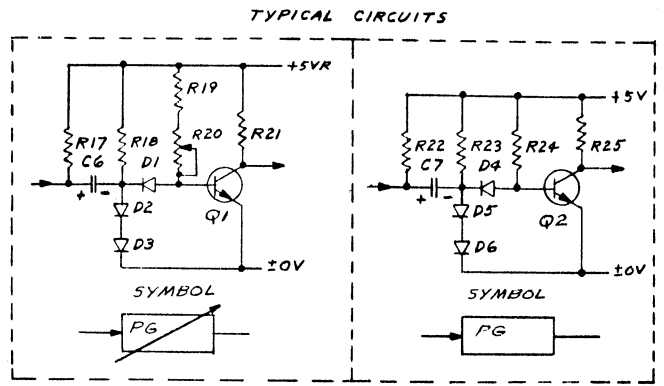 TYPICAL CIRCUITS
+5VR
R19
R17
R18
R20
R21
C6
D1
+ -
D2
Q1
D3
±0V
SYMBOL
PG
+5V
R22
R23
R24
R25
C7
D4
+ -
D5
Q2
D6
±0V
SYMBOL
PG